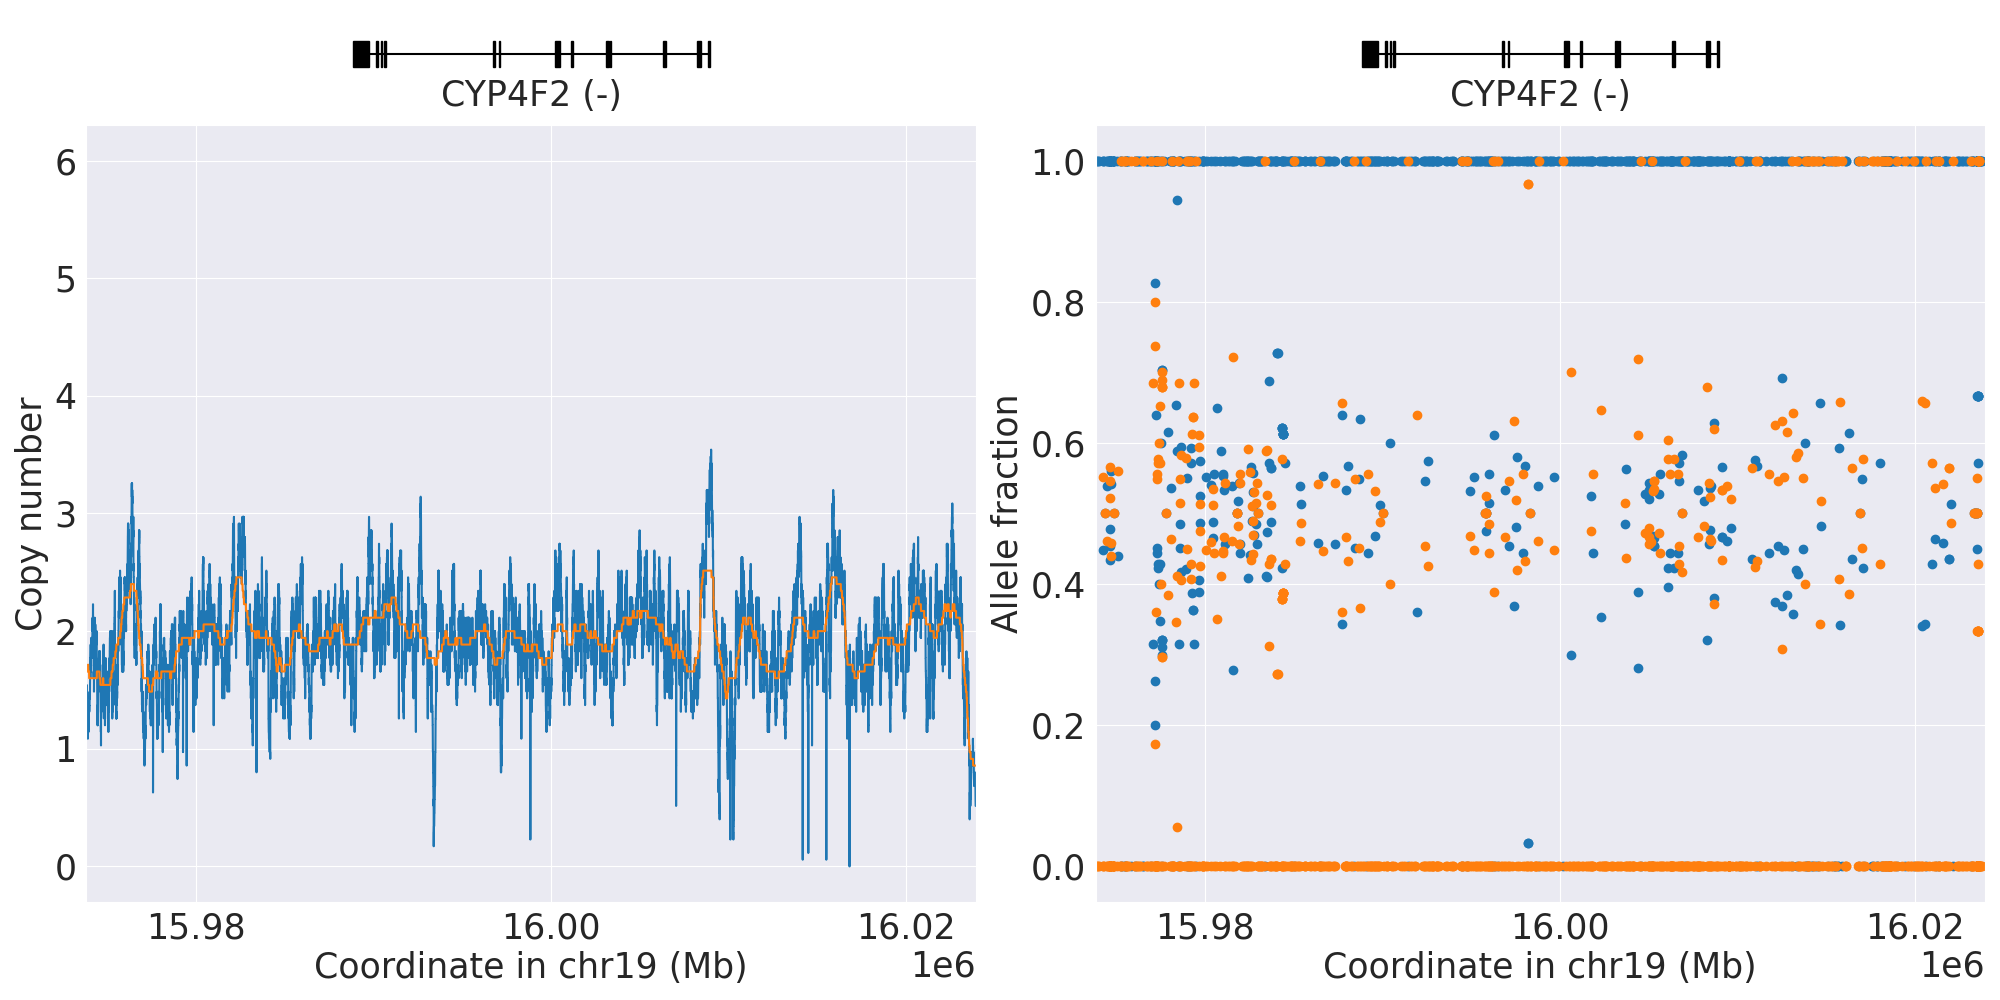 CYP4F2 (-)
Copy number
6
5
4
3
2
1
0
15.98
16.00
16.02
Coordinate in chr19 (Mb)
1e6
CYP4F2 (-)
Allele fraction
1.0
0.8
0.6
0.4
0.2
0.0
15.98
16.00
16.02
Coordinate in chr19 (Mb)
1e6